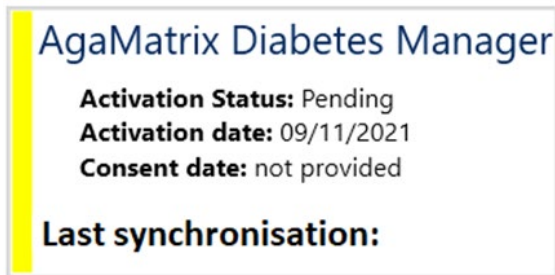 AgaMatrix Diabetes Manager
Activation Status: Pending
Activation date: 09/11/2021
Consent date: not provided
Last synchronisation: